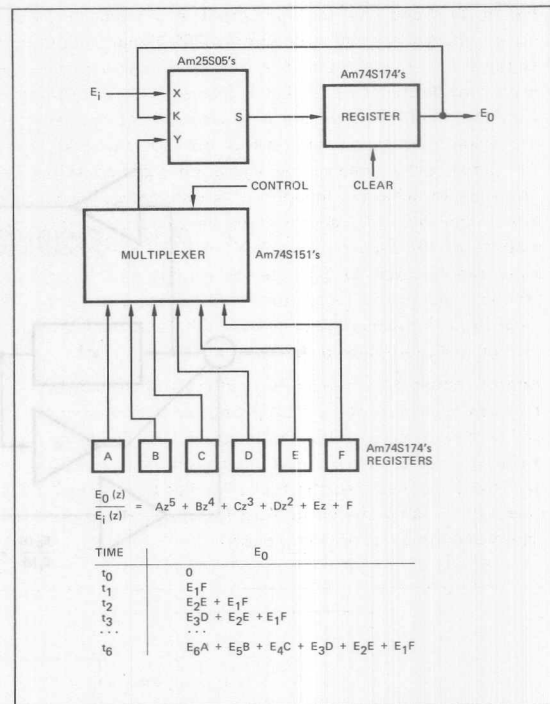 Am25S05's
Am74S174's
E_i
X
K
Y
S
REGISTER
E_0
CONTROL
CLEAR
MULTIPLEXER
Am74S151's
A B C D E F
Am74S174's
REGISTERS
E_0 (z) / E_i (z) = Az^5 + Bz^4 + Cz^3 + .Dz^2 + Ez + F
TIME E_0
t_0 0
t_1 E_1F
t_2 E_2E + E_1F
t_3 E_3D + E_2E + E_1F
... ...
t_6 E_6A + E_5B + E_4C + E_3D + E_2E + E_1F